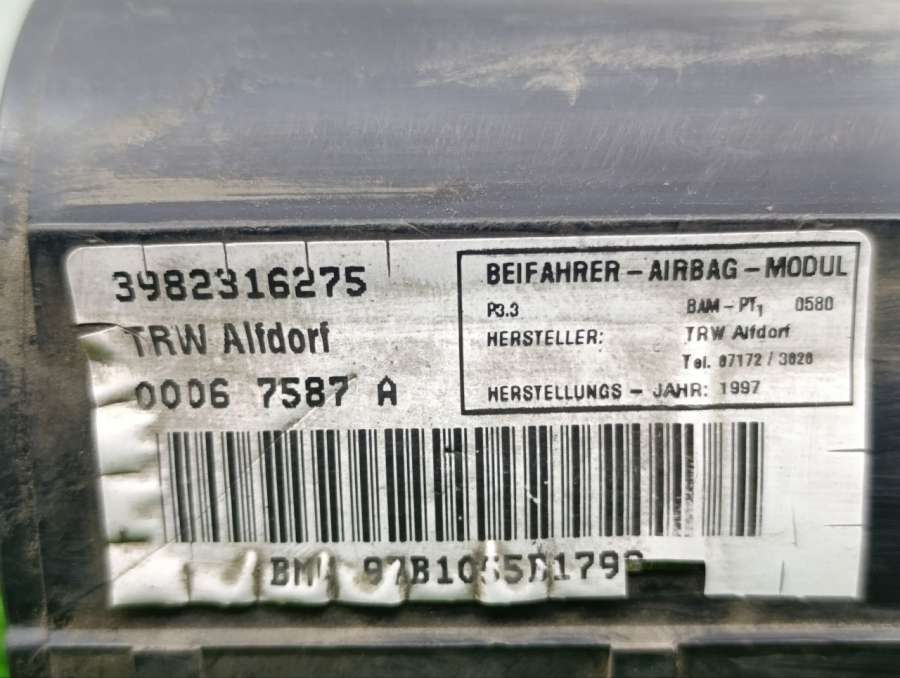 3982316275
TRW Alfdorf
0006 7587 A
BEIFAHRER - AIRBAG - MODUL
P3.3 BAM - PT1 0580
HERSTELLER: TRW Alfdorf
Tel. 07172 / 3020
HERSTELLUNGS - JAHR: 1997